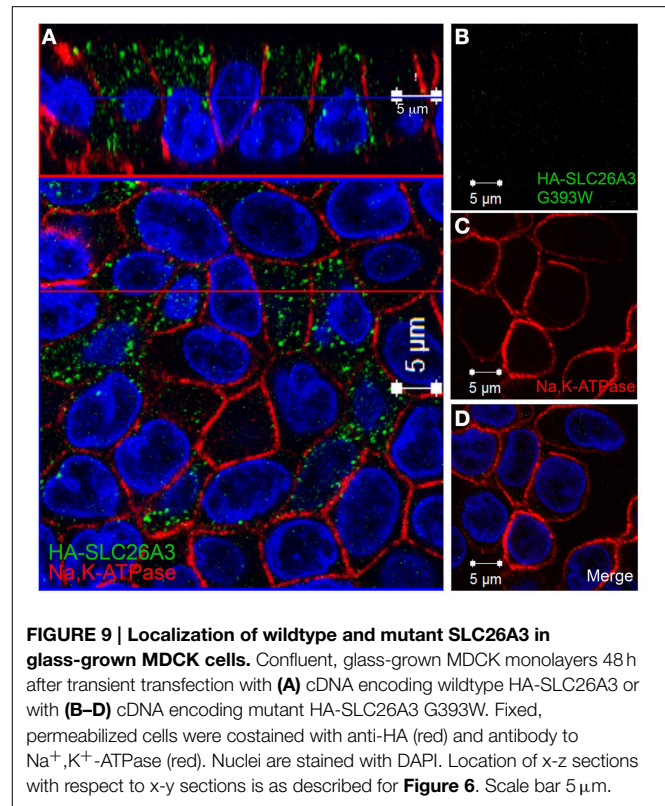 A
5 µm
5 µm
HA-SLC26A3
Na,K-ATPase
B
HA-SLC26A3
G393W
5 µm
C
5 µm
Na,K-ATPase
D
5 µm
Merge
FIGURE 9 | Localization of wildtype and mutant SLC26A3 in
glass-grown MDCK cells. Confluent, glass-grown MDCK monolayers 48 h
after transient transfection with (A) cDNA encoding wildtype HA-SLC26A3 or
with (B–D) cDNA encoding mutant HA-SLC26A3 G393W. Fixed,
permeabilized cells were costained with anti-HA (red) and antibody to
Na⁺,K⁺-ATPase (red). Nuclei are stained with DAPI. Location of x-z sections
with respect to x-y sections is as described for Figure 6. Scale bar 5 µm.